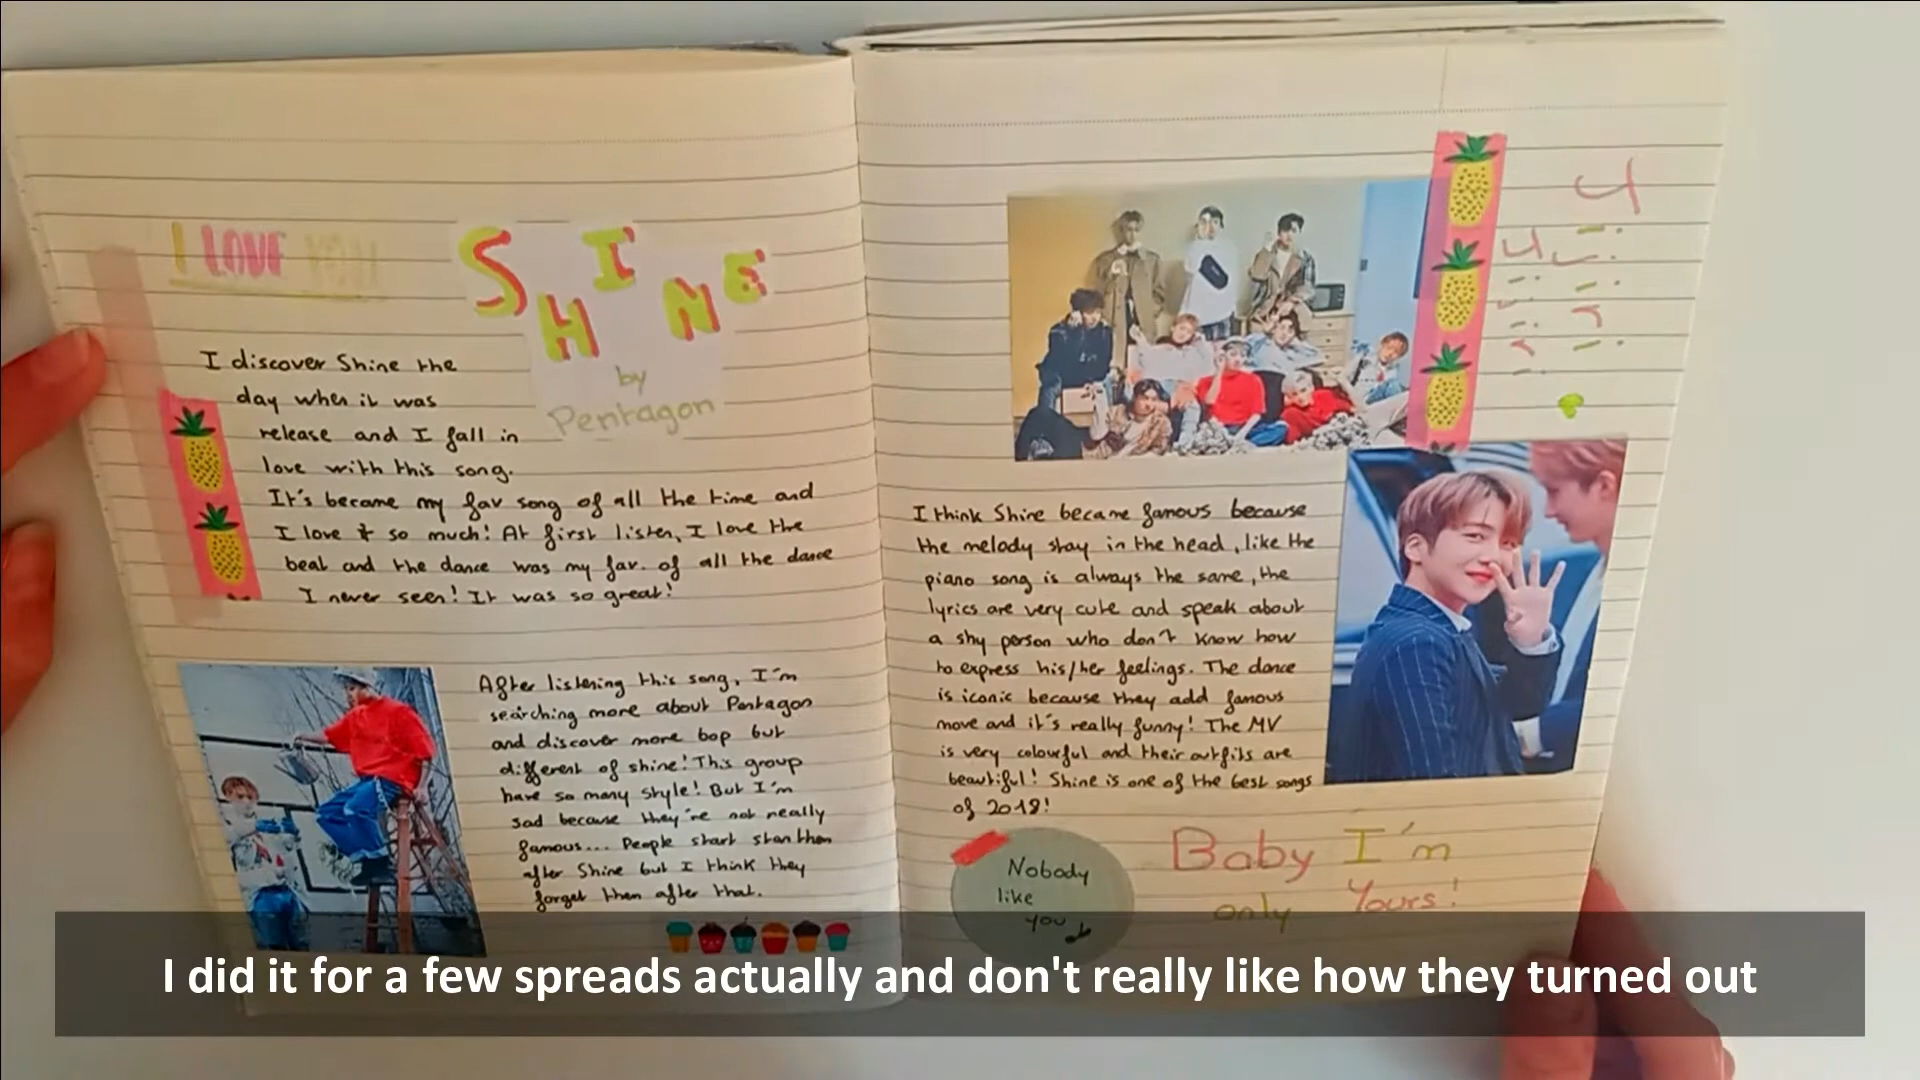 I LOVE YOU
SHINE
by
Pentagon
I discover Shine the
day when it was
release and I fall in
love with this song.
It's became my fav song of all the time and
I love it so much! At first listen, I love the
beat and the dance was my fav. of all the dance
I never seen! It was so great!
After listening this song, I'm
searching more about Pentagon
and discover more bop but
different of shine! This group
have so many style! But I'm
sad because they're not really
famous... People start stan them
after Shine but I think they
forget them after that.
I think Shine became famous because
the melody stay in the head, like the
piano song is always the same, the
lyrics are very cute and speak about
a shy person who don't know how
to express his/her feelings. The dance
is iconic because they add famous
move and it's really funny! The MV
is very colourful and their outfits are
beautiful! Shine is one of the best songs
of 2018!
Nobody
like
you
Baby I'm
only Yours!
I did it for a few spreads actually and don't really like how they turned out